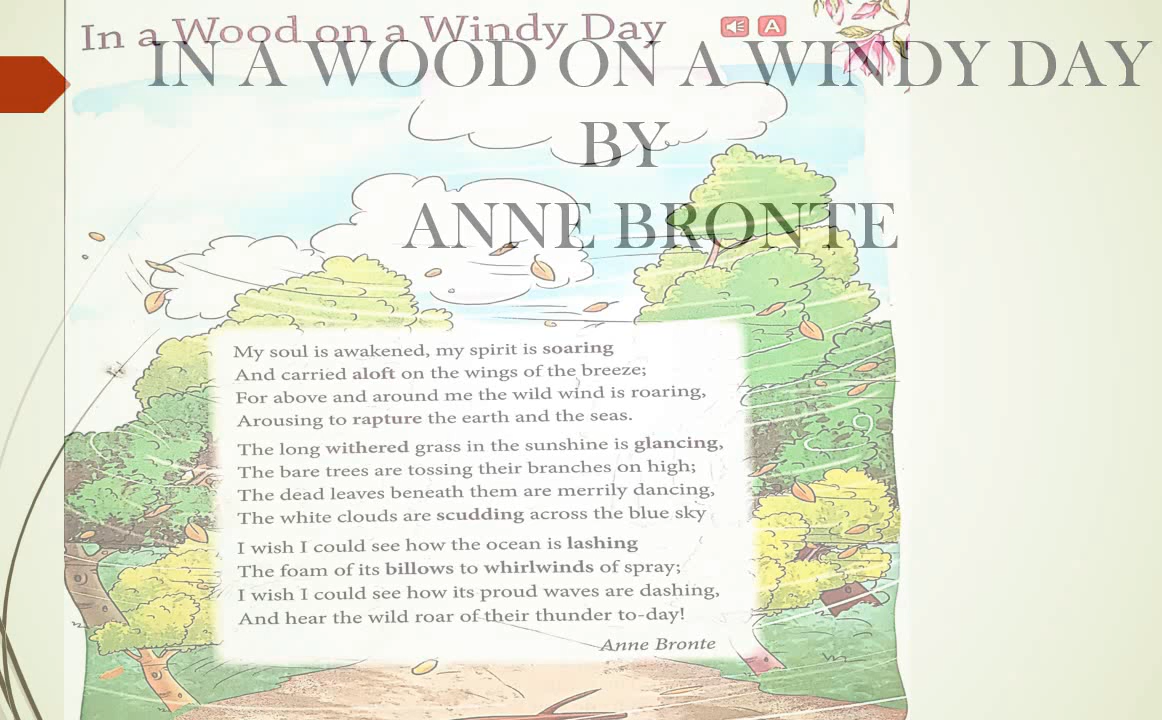 In a Wood on a Windy Day
A
IN A WOOD ON A WINDY DAY
BY
ANNE BRONTE
My soul is awakened, my spirit is soaring
And carried aloft on the wings of the breeze;
For above and around me the wild wind is roaring,
Arousing to rapture the earth and the seas.
The long withered grass in the sunshine is glancing,
The bare trees are tossing their branches on high;
The dead leaves beneath them are merrily dancing,
The white clouds are scudding across the blue sky
I wish I could see how the ocean is lashing
The foam of its billows to whirlwinds of spray;
I wish I could see how its proud waves are dashing,
And hear the wild roar of their thunder to-day!
Anne Bronte